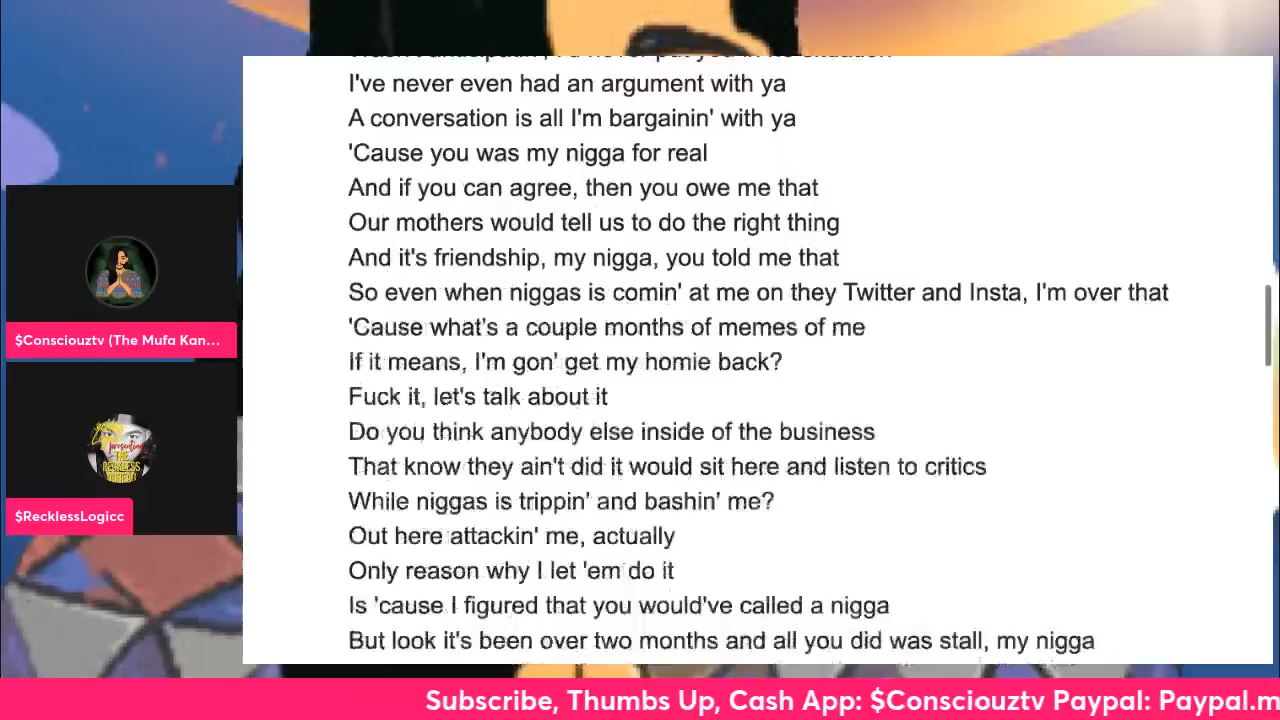 I've never even had an argument with ya
A conversation is all I'm bargainin' with ya
'Cause you was my nigga for real
And if you can agree, then you owe me that
Our mothers would tell us to do the right thing
And it's friendship, my nigga, you told me that
So even when niggas is comin' at me on they Twitter and Insta, I'm over that
'Cause what's a couple months of memes of me
If it means, I'm gon' get my homie back?
Fuck it, let's talk about it
Do you think anybody else inside of the business
That know they ain't did it would sit here and listen to critics
While niggas is trippin' and bashin' me?
Out here attackin' me, actually
Only reason why I let 'em do it
Is 'cause I figured that you would've called a nigga
But look it's been over two months and all you did was stall, my nigga
$Consciouztv (The Mufa Kan...
presenting
THE
RECKLESS
$RecklessLogicc
Subscribe, Thumbs Up, Cash App: $Consciouztv Paypal: Paypal.m